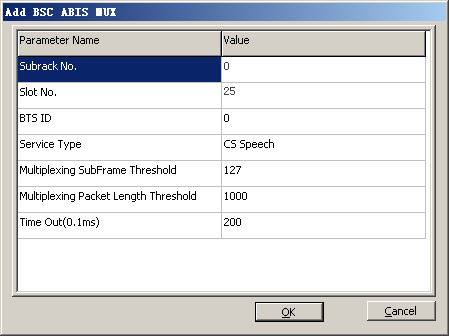 Add BSC ABIS MUX
Parameter Name Value
Subrack No. 0
Slot No. 25
BTS ID 0
Service Type CS Speech
Multiplexing SubFrame Threshold 127
Multiplexing Packet Length Threshold 1000
Time Out(0.1ms) 200
OK Cancel